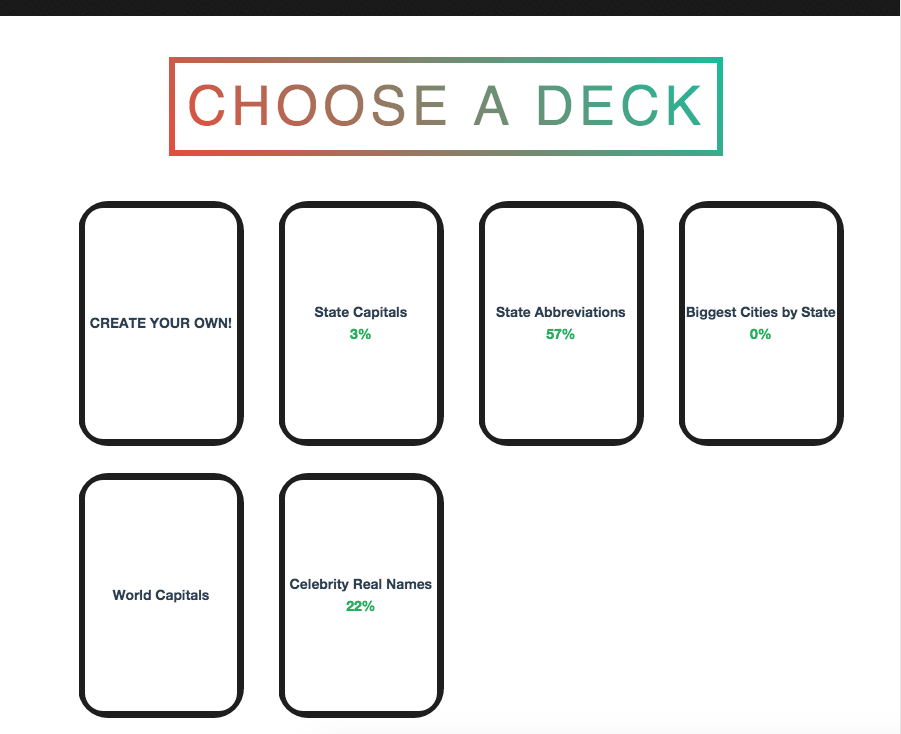 CHOOSE A DECK
CREATE YOUR OWN!
State Capitals
3%
State Abbreviations
57%
Biggest Cities by State
0%
World Capitals
Celebrity Real Names
22%